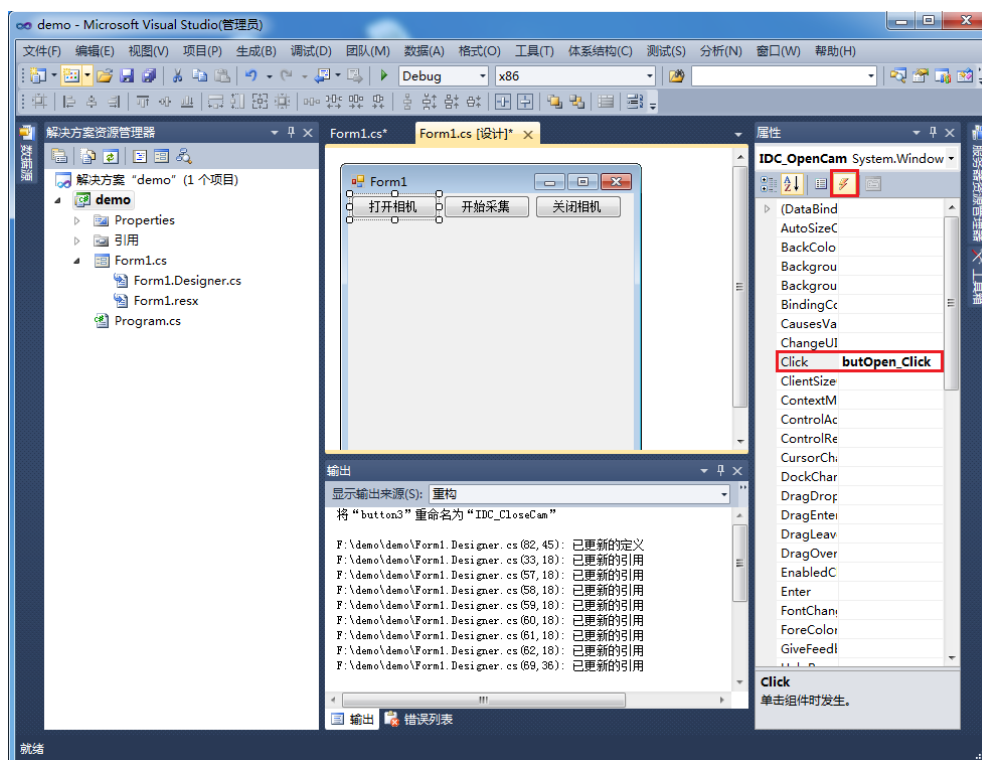 demo - Microsoft Visual Studio(管理员)
文件(F) 编辑(E) 视图(V) 项目(P) 生成(B) 调试(D) 团队(M) 数据(A) 格式(O) 工具(T) 体系结构(C) 测试(S) 分析(N) 窗口(W) 帮助(H)
Debug x86
数据源
解决方案资源管理器
解决方案 "demo" (1 个项目)
demo
Properties
引用
Form1.cs
Form1.Designer.cs
Form1.resx
Program.cs
Form1.cs* Form1.cs [设计]*
Form1
打开相机 开始采集 关闭相机
输出
显示输出来源(S): 重构
将“button3”重命名为“IDC_CloseCam”
F:\demo\demo\Form1.Designer.cs(82,45): 已更新的定义
F:\demo\demo\Form1.Designer.cs(33,18): 已更新的引用
F:\demo\demo\Form1.Designer.cs(57,18): 已更新的引用
F:\demo\demo\Form1.Designer.cs(58,18): 已更新的引用
F:\demo\demo\Form1.Designer.cs(59,18): 已更新的引用
F:\demo\demo\Form1.Designer.cs(60,18): 已更新的引用
F:\demo\demo\Form1.Designer.cs(61,18): 已更新的引用
F:\demo\demo\Form1.Designer.cs(62,18): 已更新的引用
F:\demo\demo\Form1.Designer.cs(69,36): 已更新的引用
输出 错误列表
属性
IDC_OpenCam System.Window
(DataBind
AutoSizeC
BackColo
Backgrou
Backgrou
BindingCo
CausesVa
ChangeUI
Click butOpen_Click
ClientSize
ContextM
ControlAc
ControlRe
CursorCha
DockChar
DragDrop
DragEnter
DragLeav
DragOver
EnabledC
Enter
FontChang
ForeColor
GiveFeedl
Click
单击组件时发生。
服务器资源管理器
工具箱
就绪